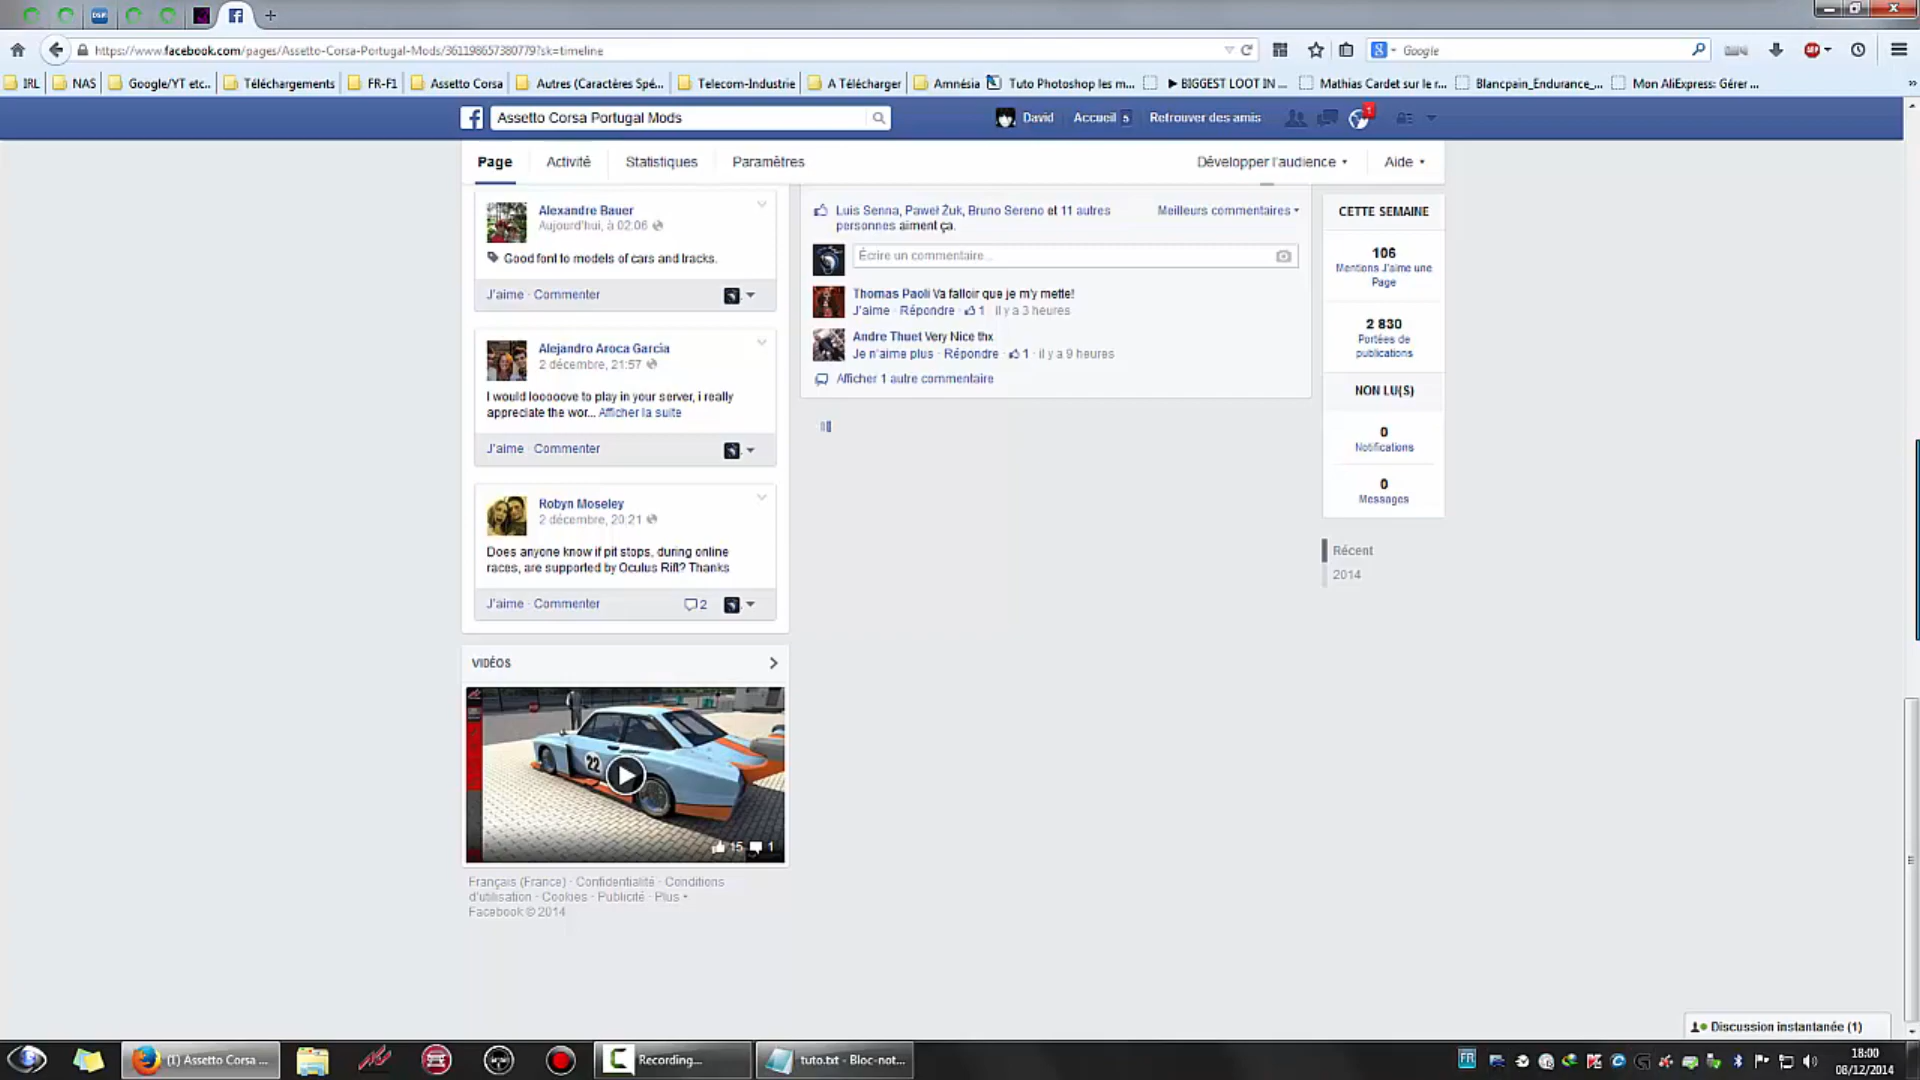 https://www.facebook.com/pages/Assetto-Corsa-Portugal-Mods/361198657380779?sk=timeline
Google
IRL
NAS
Google/YT etc..
Téléchargements
FR-F1
Assetto Corsa
Autres (Caractères Spé...
Telecom-Industrie
A Télécharger
Amnésia
Tuto Photoshop les m...
▶ BIGGEST LOOT IN ...
Mathias Cardet sur le r...
Blancpain_Endurance_...
Mon AliExpress: Gérer ...
Assetto Corsa Portugal Mods
David
Accueil 5
Retrouver des amis
1
Page
Activité
Statistiques
Paramètres
Développer l'audience
Aide
Alexandre Bauer
Aujourd'hui, à 02:06
Good font to models of cars and tracks.
J'aime · Commenter
Alejandro Aroca Garcia
2 décembre, 21:57
I would looooove to play in your server, i really
appreciate the wor... Afficher la suite
J'aime · Commenter
Robyn Moseley
2 décembre, 20:21
Does anyone know if pit stops, during online
races, are supported by Oculus Rift? Thanks
J'aime · Commenter
2
VIDÉOS
22
15
1
Français (France) · Confidentialité · Conditions
d'utilisation · Cookies · Publicité · Plus
Facebook © 2014
Luis Senna, Paweł Żuk, Bruno Sereno et 11 autres
personnes aiment ça.
Meilleurs commentaires
Écrire un commentaire...
Thomas Paoli Va falloir que je m'y mette!
J'aime · Répondre · 1 · il y a 3 heures
Andre Thuet Very Nice thx
Je n'aime plus · Répondre · 1 · il y a 9 heures
Afficher 1 autre commentaire
CETTE SEMAINE
106
Mentions J'aime une
Page
2 830
Portées de
publications
NON LU(S)
0
Notifications
0
Messages
Récent
2014
Discussion instantanée (1)
(1) Assetto Corsa ...
Recording...
tuto.txt - Bloc-not...
FR
18:00
08/12/2014